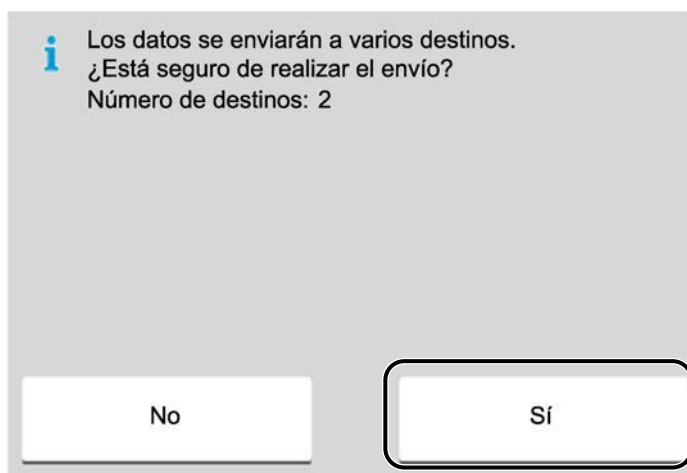 Los datos se enviarán a varios destinos.
¿Está seguro de realizar el envío?
Número de destinos: 2
No
Sí